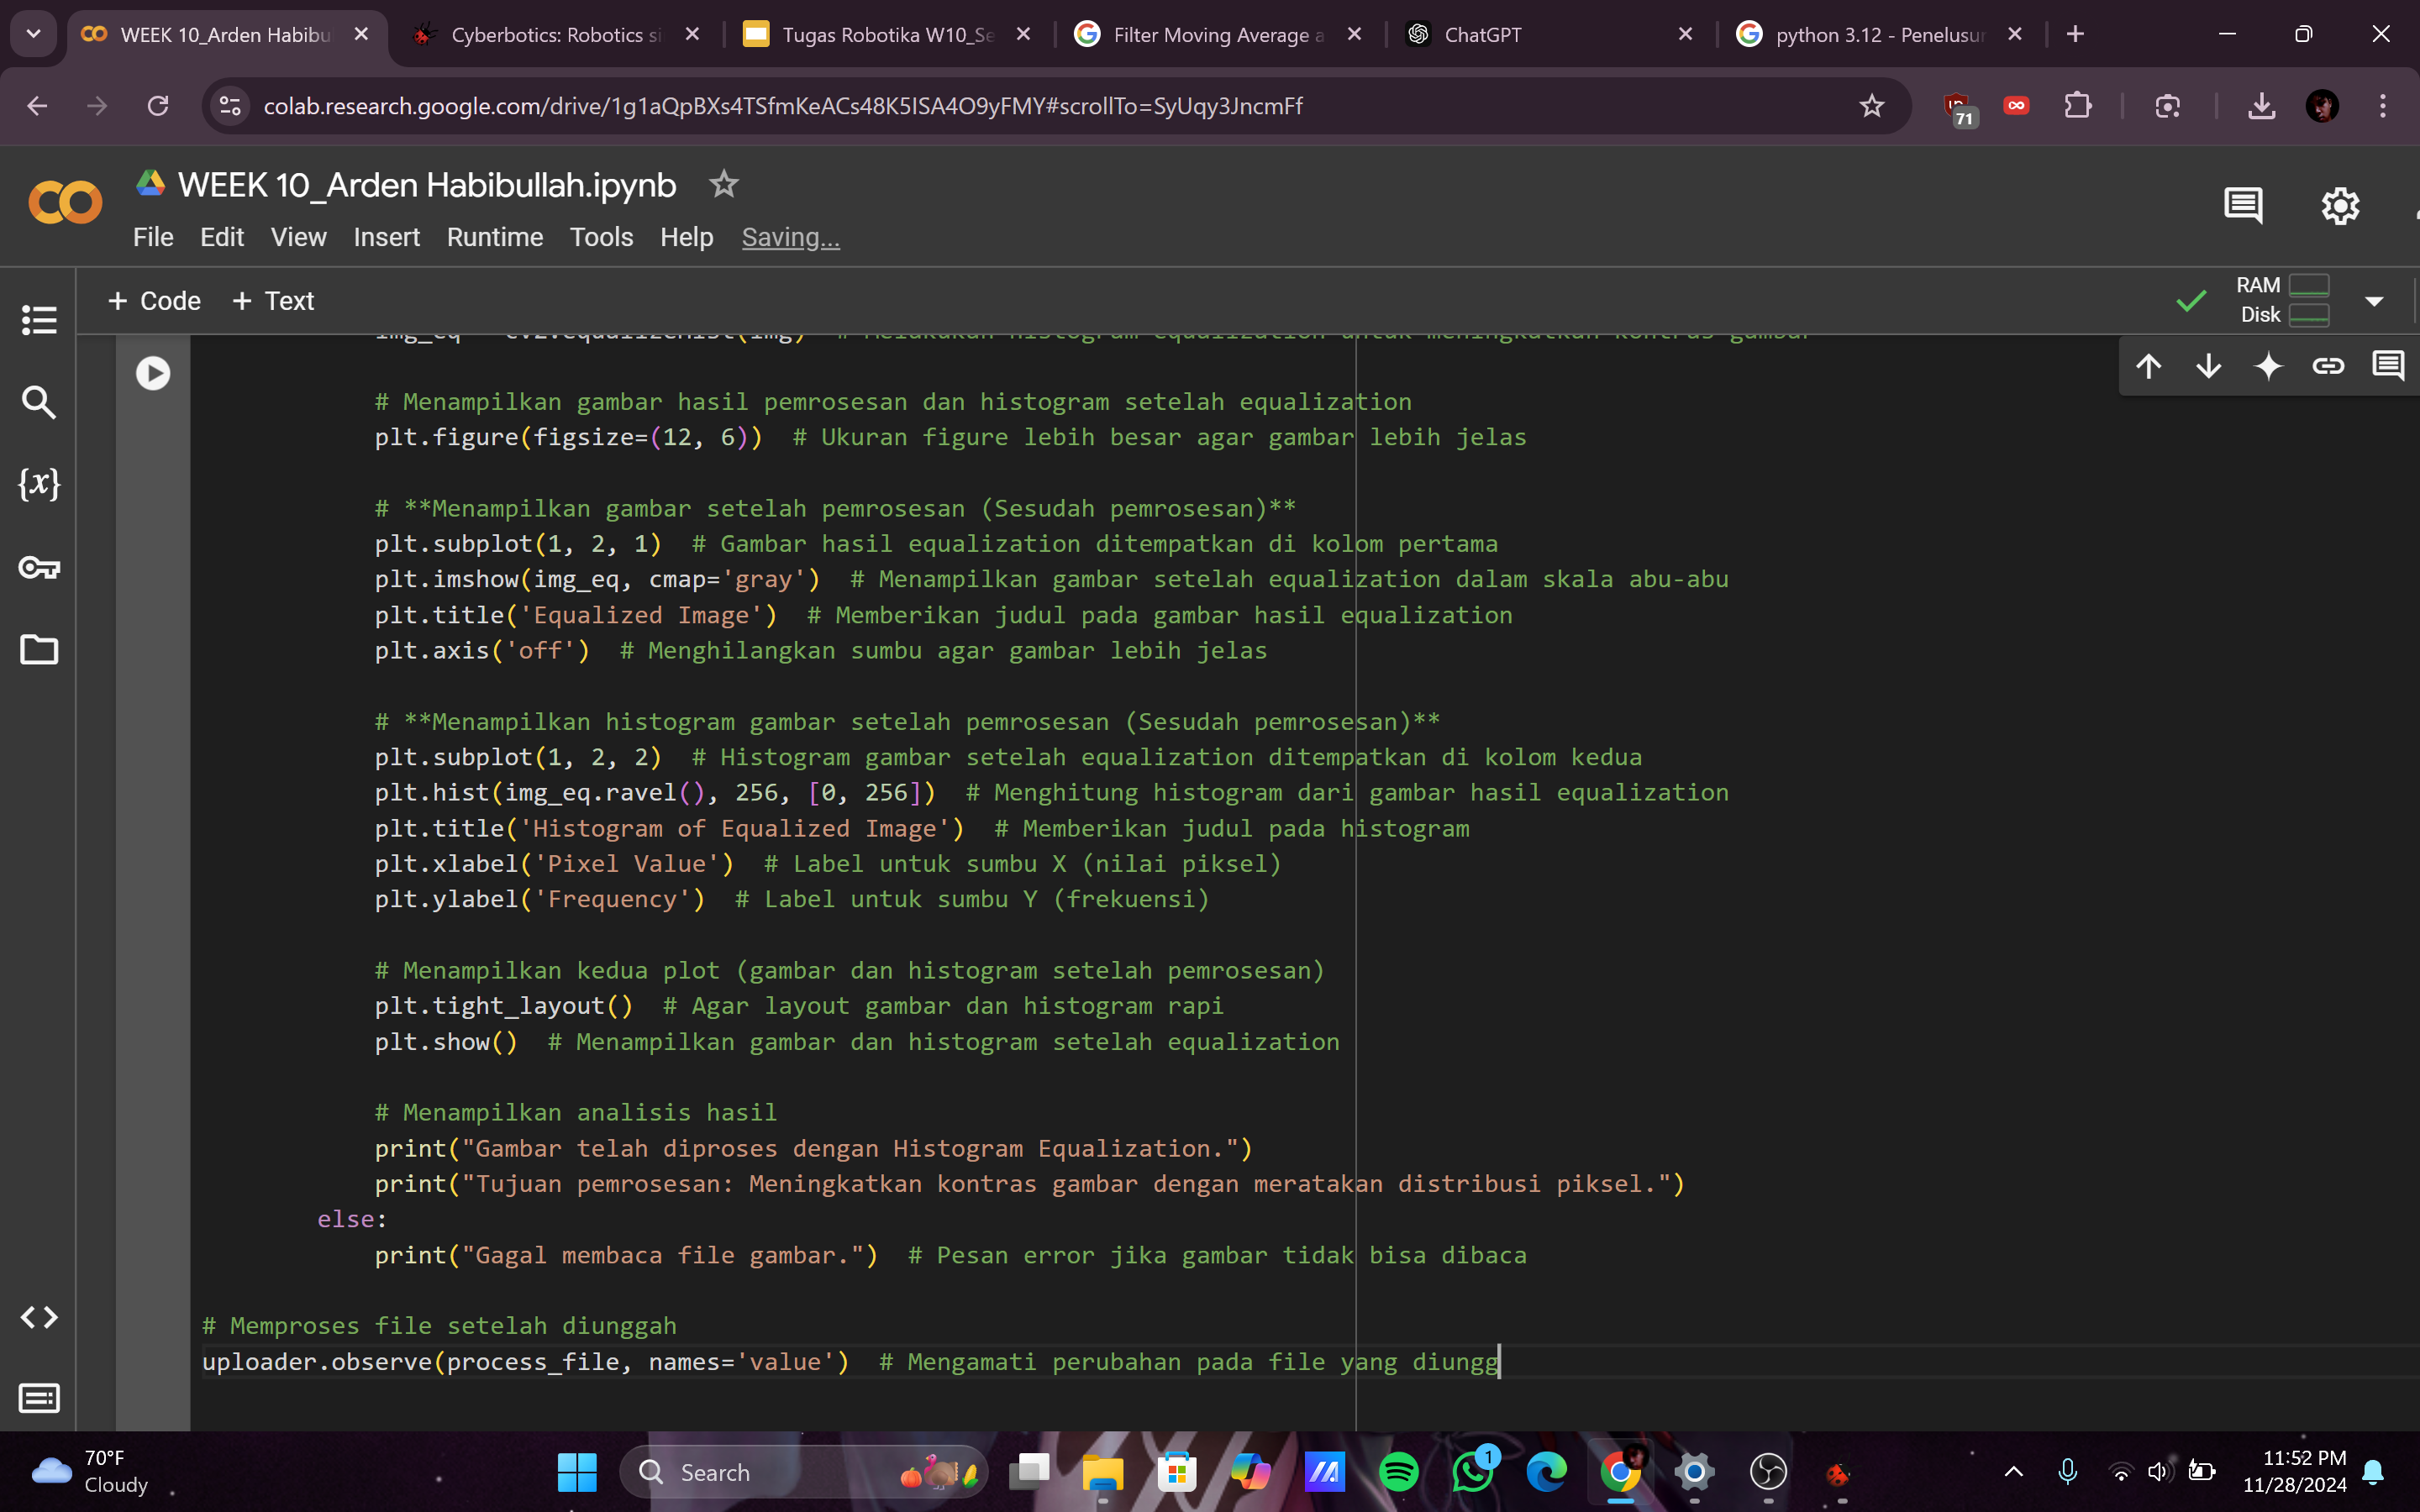 WEEK 10_Arden Habibu
Cyberbotics: Robotics si
Tugas Robotika W10_Se
Filter Moving Average a
ChatGPT
python 3.12 - Penelusur
colab.research.google.com/drive/1g1aQpBXs4TSfmKeACs48K5ISA4O9yFMY#scrollTo=SyUqy3JncmFf
71
WEEK 10_Arden Habibullah.ipynb
File Edit View Insert Runtime Tools Help Saving...
+ Code + Text
RAM
Disk
img_eq = cv2.equalizeHist(img) # Melakukan histogram equalization untuk meningkatkan kontras gambar
# Menampilkan gambar hasil pemrosesan dan histogram setelah equalization
plt.figure(figsize=(12, 6)) # Ukuran figure lebih besar agar gambar lebih jelas
# **Menampilkan gambar setelah pemrosesan (Sesudah pemrosesan)**
plt.subplot(1, 2, 1) # Gambar hasil equalization ditempatkan di kolom pertama
plt.imshow(img_eq, cmap='gray') # Menampilkan gambar setelah equalization dalam skala abu-abu
plt.title('Equalized Image') # Memberikan judul pada gambar hasil equalization
plt.axis('off') # Menghilangkan sumbu agar gambar lebih jelas
# **Menampilkan histogram gambar setelah pemrosesan (Sesudah pemrosesan)**
plt.subplot(1, 2, 2) # Histogram gambar setelah equalization ditempatkan di kolom kedua
plt.hist(img_eq.ravel(), 256, [0, 256]) # Menghitung histogram dari gambar hasil equalization
plt.title('Histogram of Equalized Image') # Memberikan judul pada histogram
plt.xlabel('Pixel Value') # Label untuk sumbu X (nilai piksel)
plt.ylabel('Frequency') # Label untuk sumbu Y (frekuensi)
# Menampilkan kedua plot (gambar dan histogram setelah pemrosesan)
plt.tight_layout() # Agar layout gambar dan histogram rapi
plt.show() # Menampilkan gambar dan histogram setelah equalization
# Menampilkan analisis hasil
print("Gambar telah diproses dengan Histogram Equalization.")
print("Tujuan pemrosesan: Meningkatkan kontras gambar dengan meratakan distribusi piksel.")
else:
print("Gagal membaca file gambar.") # Pesan error jika gambar tidak bisa dibaca
# Memproses file setelah diunggah
uploader.observe(process_file, names='value') # Mengamati perubahan pada file yang diungg
70°F
Cloudy
Search
1
11:52 PM
11/28/2024